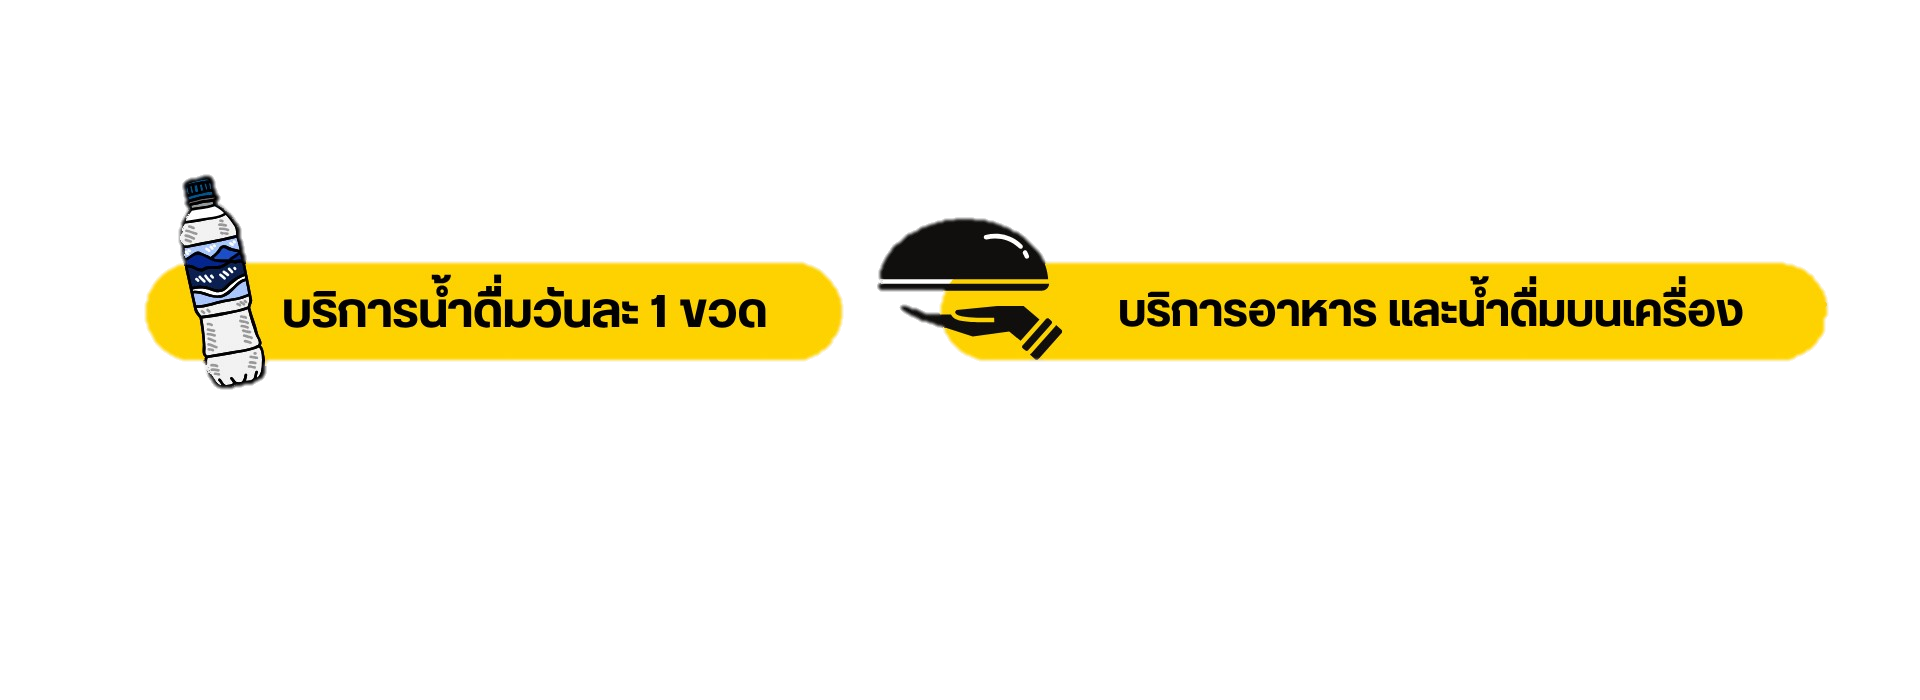 บริการน้ำดื่มวันละ 1 ขวด
บริการอาหาร และน้ำดื่มบนเครื่อง